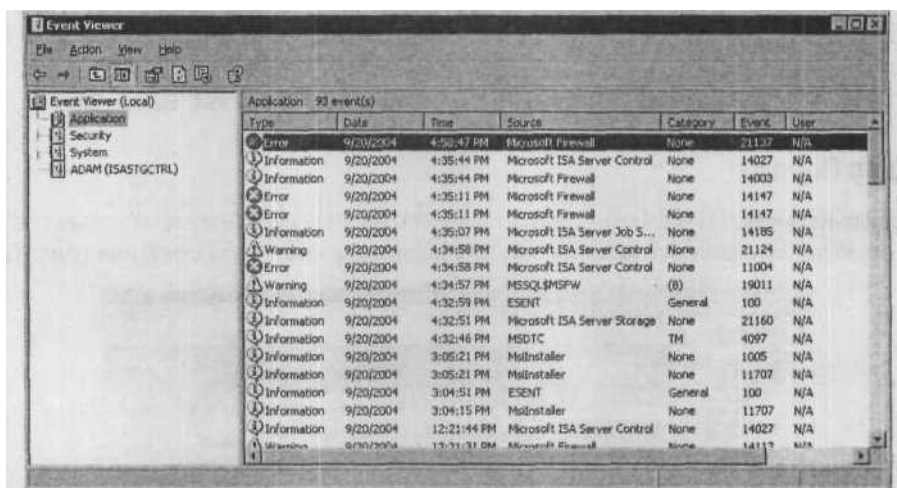 Event Viewer
File Action View Help
Event Viewer (Local)
Application
Security
System
ADAM (ISASTGCTRL)
Application 93 event(s)
Type Date Time Source Category Event User
Error 9/20/2004 4:50:47 PM Microsoft Firewall None 21137 N/A
Information 9/20/2004 4:35:44 PM Microsoft ISA Server Control None 14027 N/A
Information 9/20/2004 4:35:44 PM Microsoft Firewall None 14003 N/A
Error 9/20/2004 4:35:11 PM Microsoft Firewall None 14147 N/A
Error 9/20/2004 4:35:11 PM Microsoft Firewall None 14147 N/A
Information 9/20/2004 4:35:07 PM Microsoft ISA Server Job S... None 14185 N/A
Warning 9/20/2004 4:34:58 PM Microsoft ISA Server Control None 21124 N/A
Error 9/20/2004 4:34:58 PM Microsoft ISA Server Control None 11004 N/A
Warning 9/20/2004 4:34:57 PM MSSQL$MSFW (8) 19011 N/A
Information 9/20/2004 4:32:59 PM ESENT General 100 N/A
Information 9/20/2004 4:32:51 PM Microsoft ISA Server Storage None 21160 N/A
Information 9/20/2004 4:32:46 PM MSDTC TM 4097 N/A
Information 9/20/2004 3:05:21 PM MsiInstaller None 1005 N/A
Information 9/20/2004 3:05:21 PM MsiInstaller None 11707 N/A
Information 9/20/2004 3:04:51 PM ESENT General 100 N/A
Information 9/20/2004 3:04:15 PM MsiInstaller None 11707 N/A
Information 9/20/2004 12:21:44 PM Microsoft ISA Server Control None 14027 N/A
Warning 9/20/2004 12:21:31 PM Microsoft Firewall None N/A